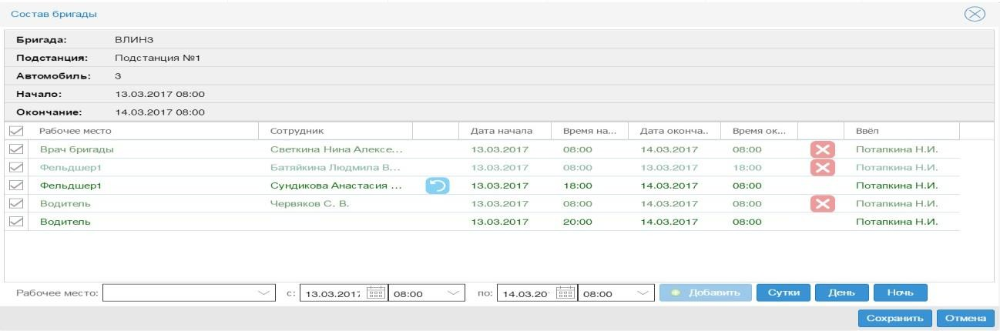 Состав бригады
Бригада: ВЛИН3
Подстанция: Подстанция №1
Автомобиль: 3
Начало: 13.03.2017 08:00
Окончание: 14.03.2017 08:00
Рабочее место Сотрудник Дата начала Время на... Дата оконча.. Время ок... Ввёл
Врач бригады Светкина Нина Алексе... 13.03.2017 08:00 14.03.2017 08:00 Потапкина Н.И.
Фельдшер1 Батяйкина Людмила В... 13.03.2017 08:00 13.03.2017 18:00 Потапкина Н.И.
Фельдшер1 Сундикова Анастасия ... 13.03.2017 18:00 14.03.2017 08:00 Потапкина Н.И.
Водитель Червяков С. В. 13.03.2017 08:00 14.03.2017 08:00 Потапкина Н.И.
Водитель 13.03.2017 20:00 14.03.2017 08:00 Потапкина Н.И.
Рабочее место: с: 13.03.2017 08:00 по: 14.03.20 08:00 Добавить Сутки День Ночь
Сохранить Отмена